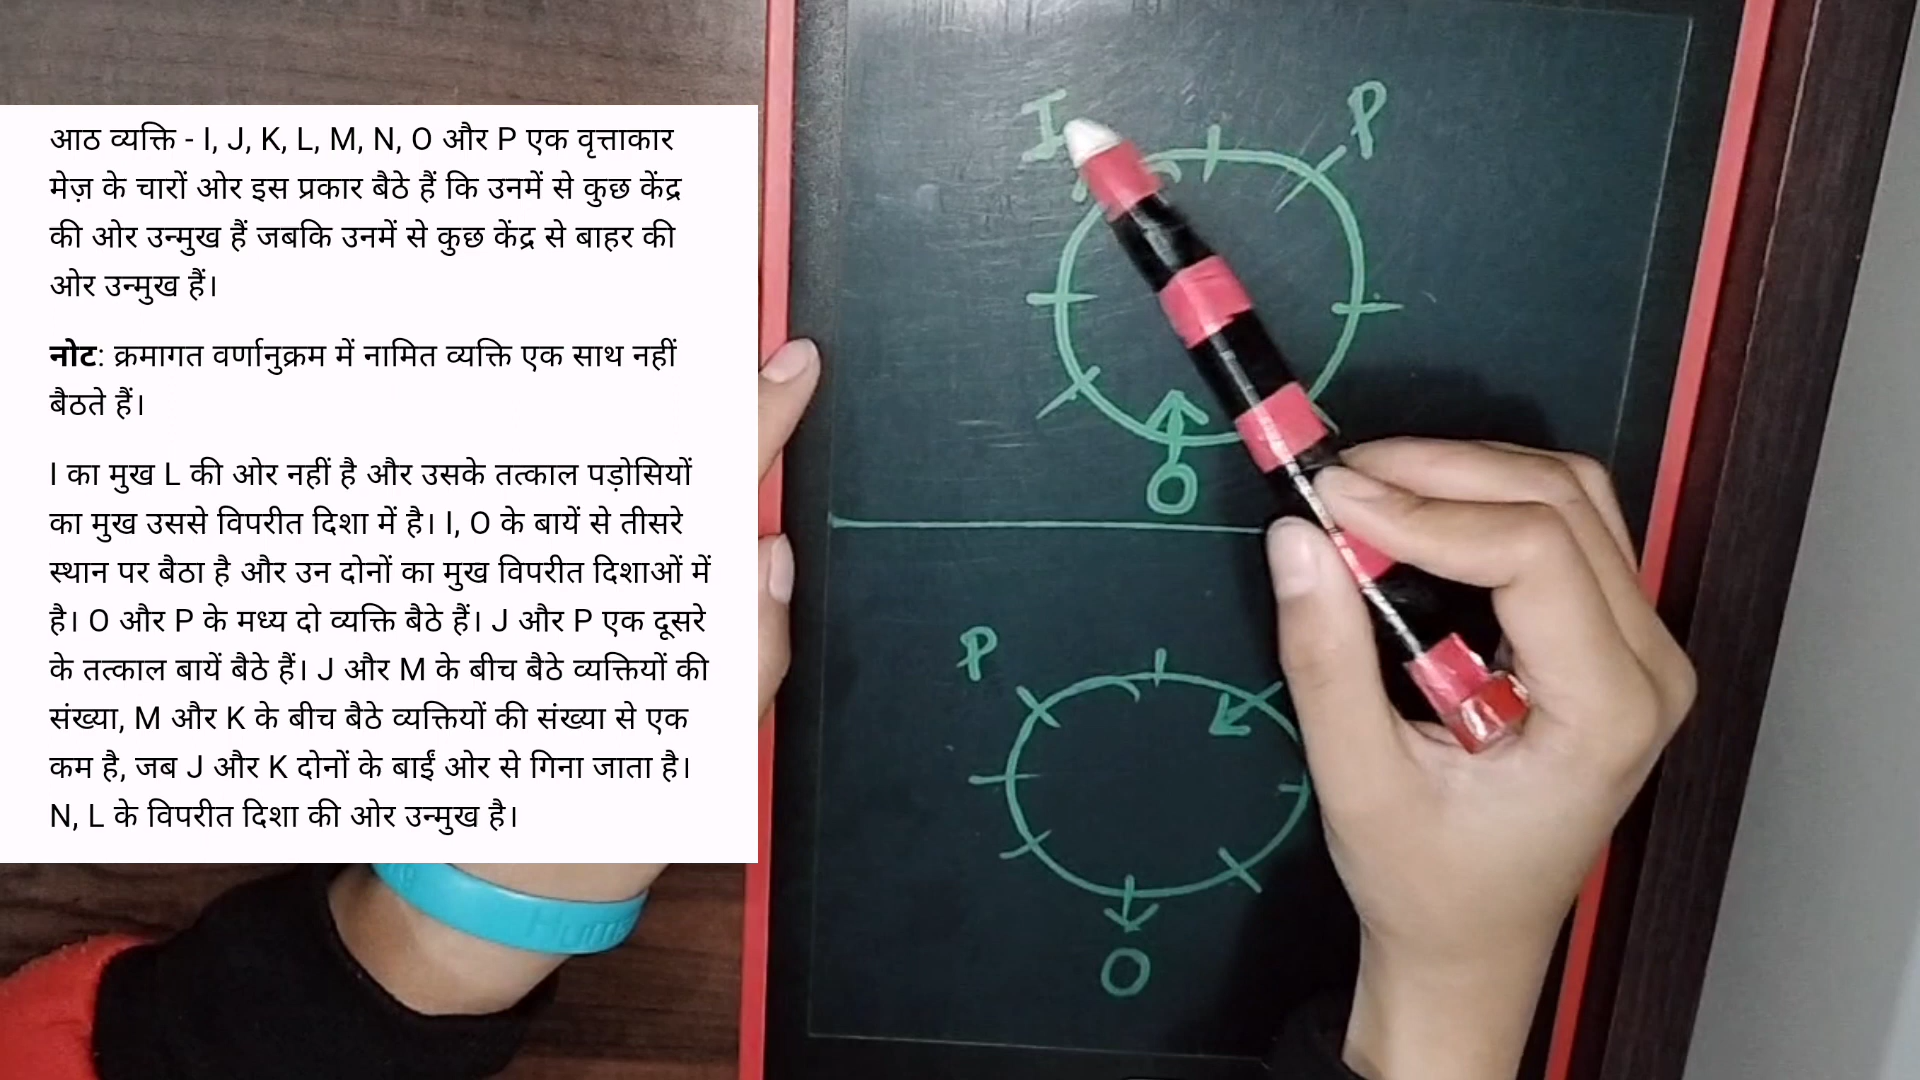 आठ व्यक्ति - I, J, K, L, M, N, O और P एक वृत्ताकार
मेज़ के चारों ओर इस प्रकार बैठे हैं कि उनमें से कुछ केंद्र
की ओर उन्मुख हैं जबकि उनमें से कुछ केंद्र से बाहर की
ओर उन्मुख हैं।
नोट: क्रमागत वर्णानुक्रम में नामित व्यक्ति एक साथ नहीं
बैठते हैं।
I का मुख L की ओर नहीं है और उसके तत्काल पड़ोसियों
का मुख उससे विपरीत दिशा में है। I, O के बायें से तीसरे
स्थान पर बैठा है और उन दोनों का मुख विपरीत दिशाओं में
है। O और P के मध्य दो व्यक्ति बैठे हैं। J और P एक दूसरे
के तत्काल बायें बैठे हैं। J और M के बीच बैठे व्यक्तियों की
संख्या, M और K के बीच बैठे व्यक्तियों की संख्या से एक
कम है, जब J और K दोनों के बाईं ओर से गिना जाता है।
N, L के विपरीत दिशा की ओर उन्मुख है।
I
P
O
P
O